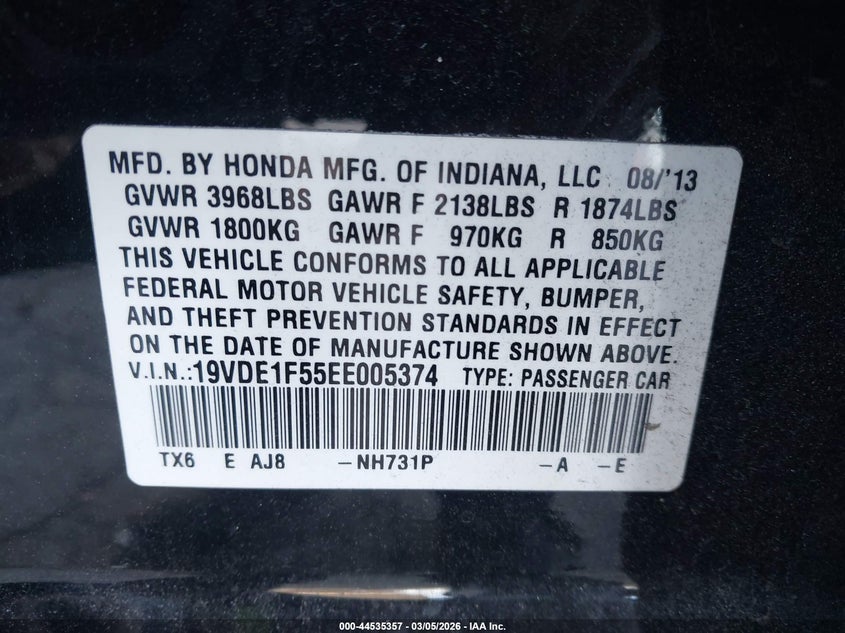 MFD. BY HONDA MFG. OF INDIANA, LLC 08/'13
GVWR 3968LBS GAWR F 2138LBS R 1874LBS
GVWR 1800KG GAWR F 970KG R 850KG
THIS VEHICLE CONFORMS TO ALL APPLICABLE
FEDERAL MOTOR VEHICLE SAFETY, BUMPER,
AND THEFT PREVENTION STANDARDS IN EFFECT
ON THE DATE OF MANUFACTURE SHOWN ABOVE.
V.I.N.:19VDE1F55EE005374 TYPE: PASSENGER CAR
TX6 E AJ8 -NH731P -A -E
000-44535357 - 03/05/2026 - IAA Inc.